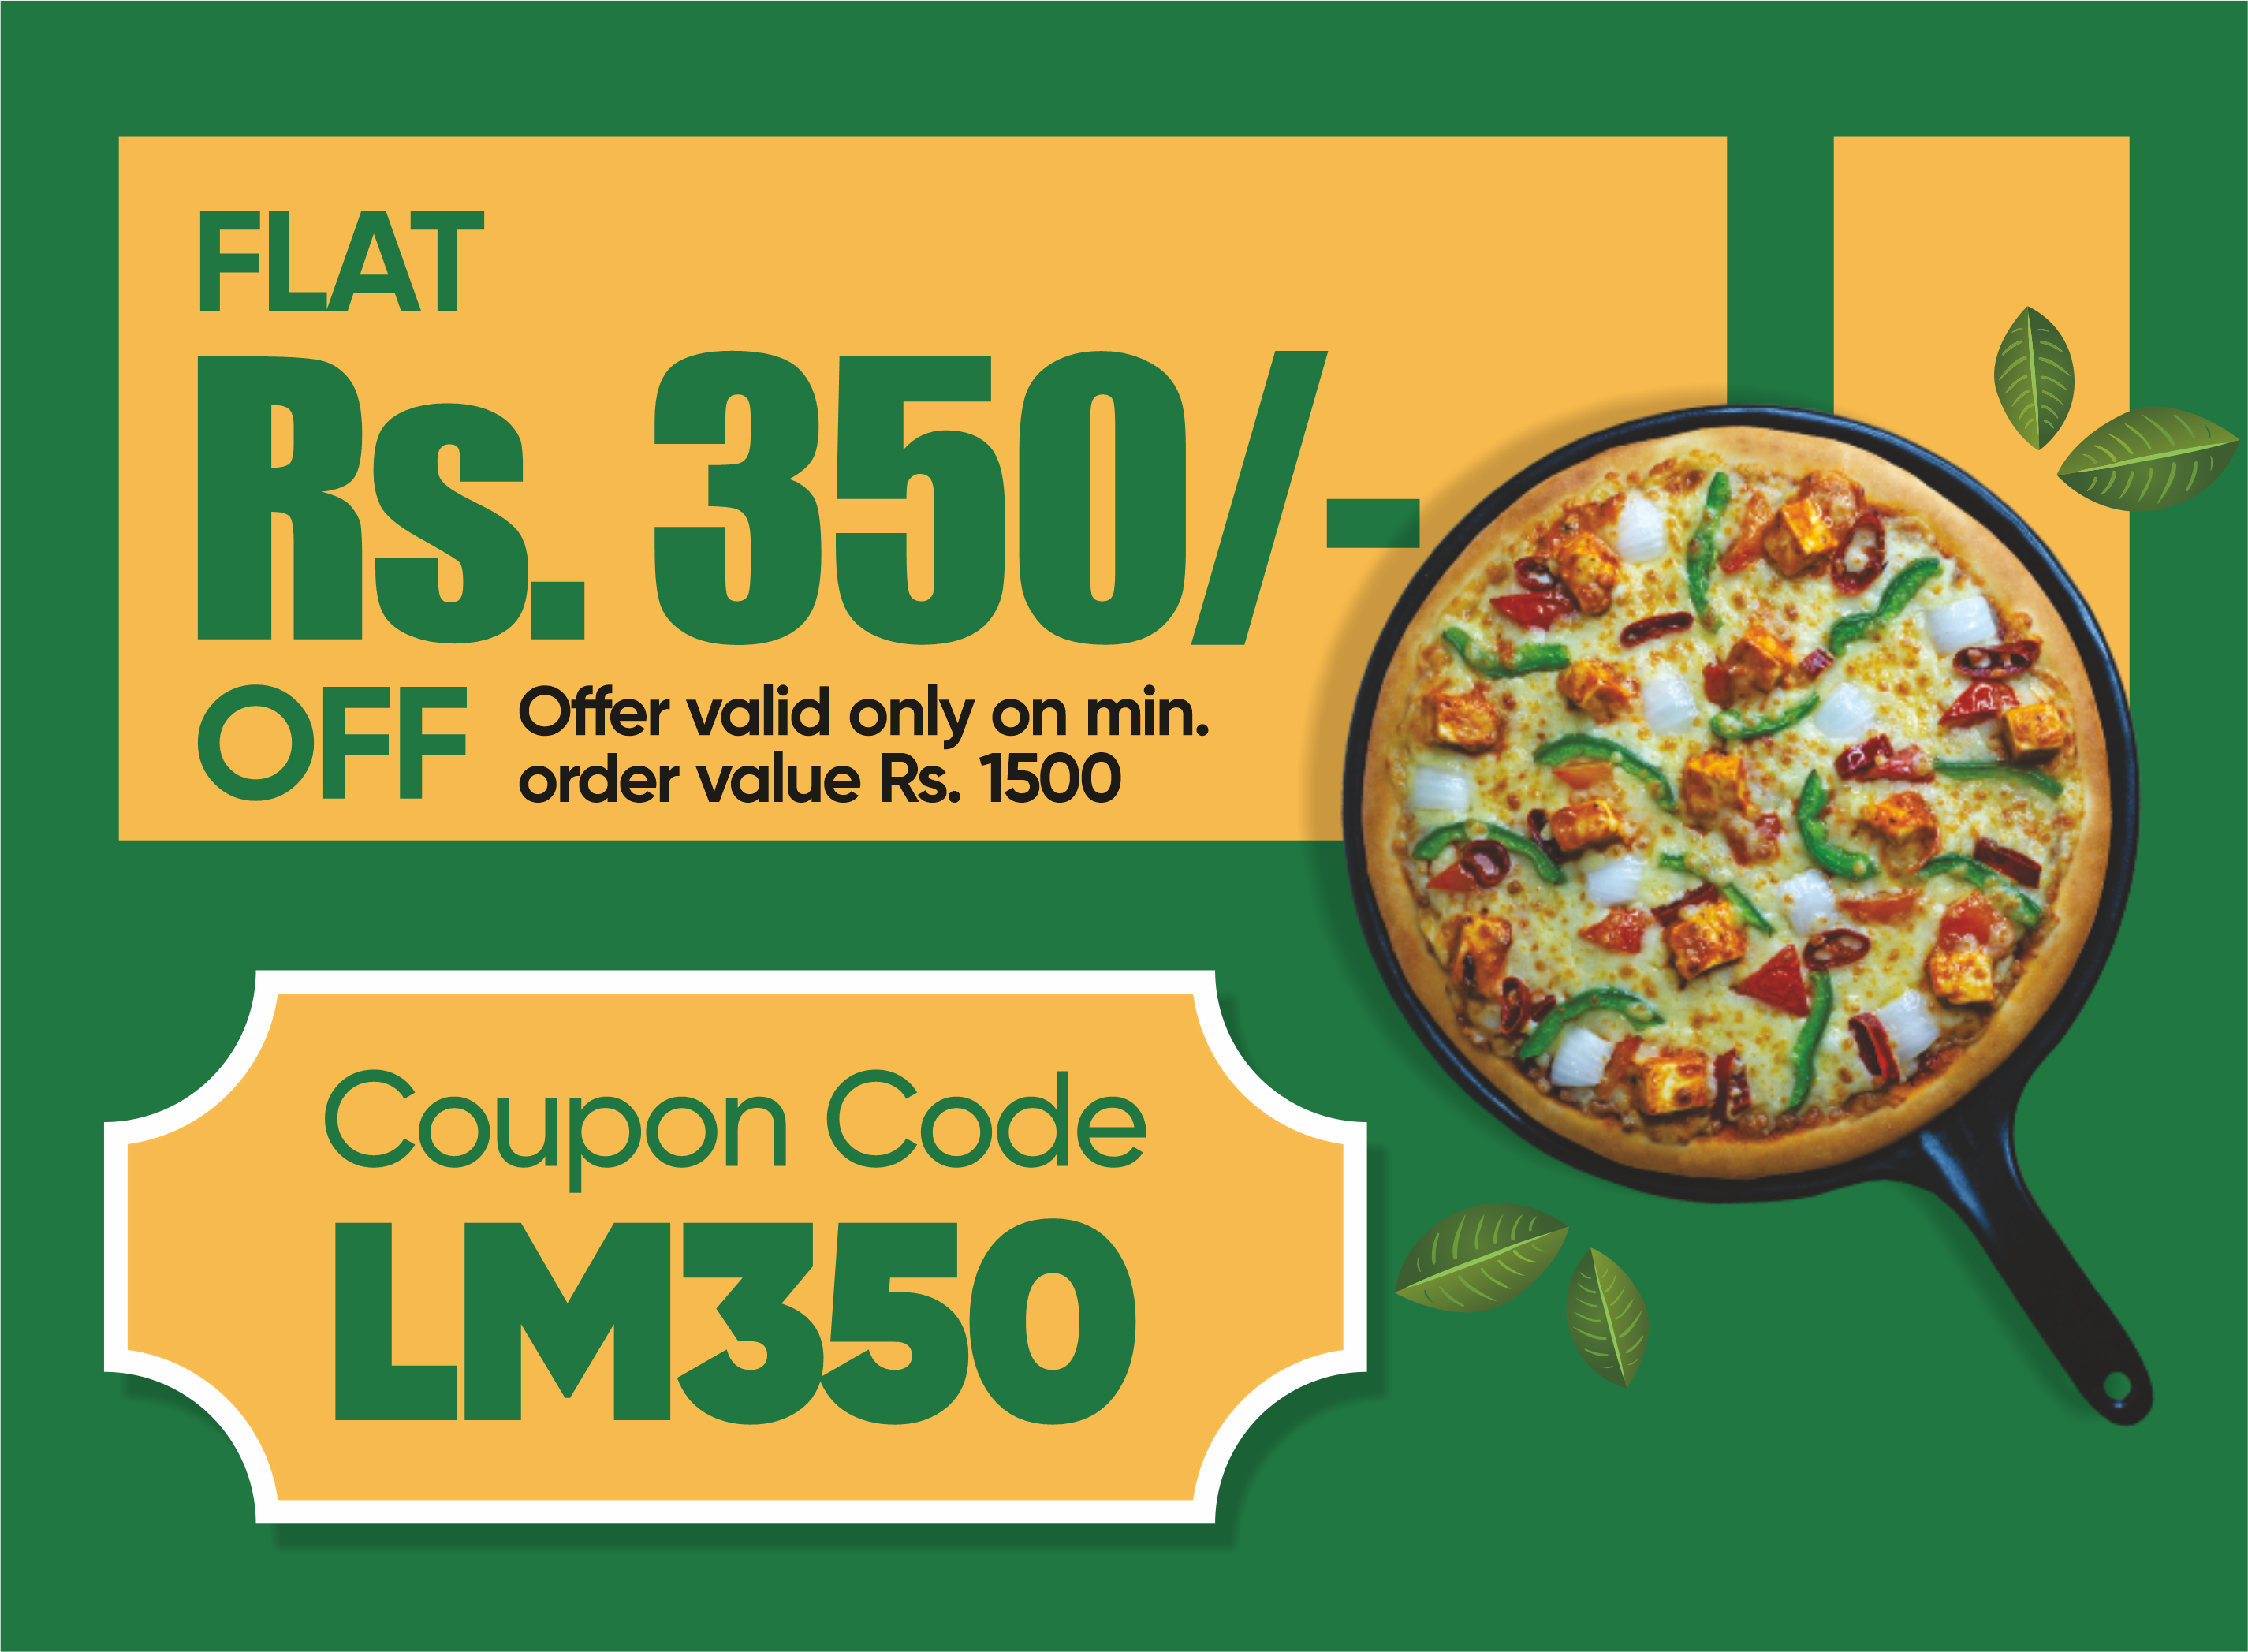 FLAT
Rs. 350/-
OFF
Offer valid only on min.
order value Rs. 1500
Coupon Code
LM350